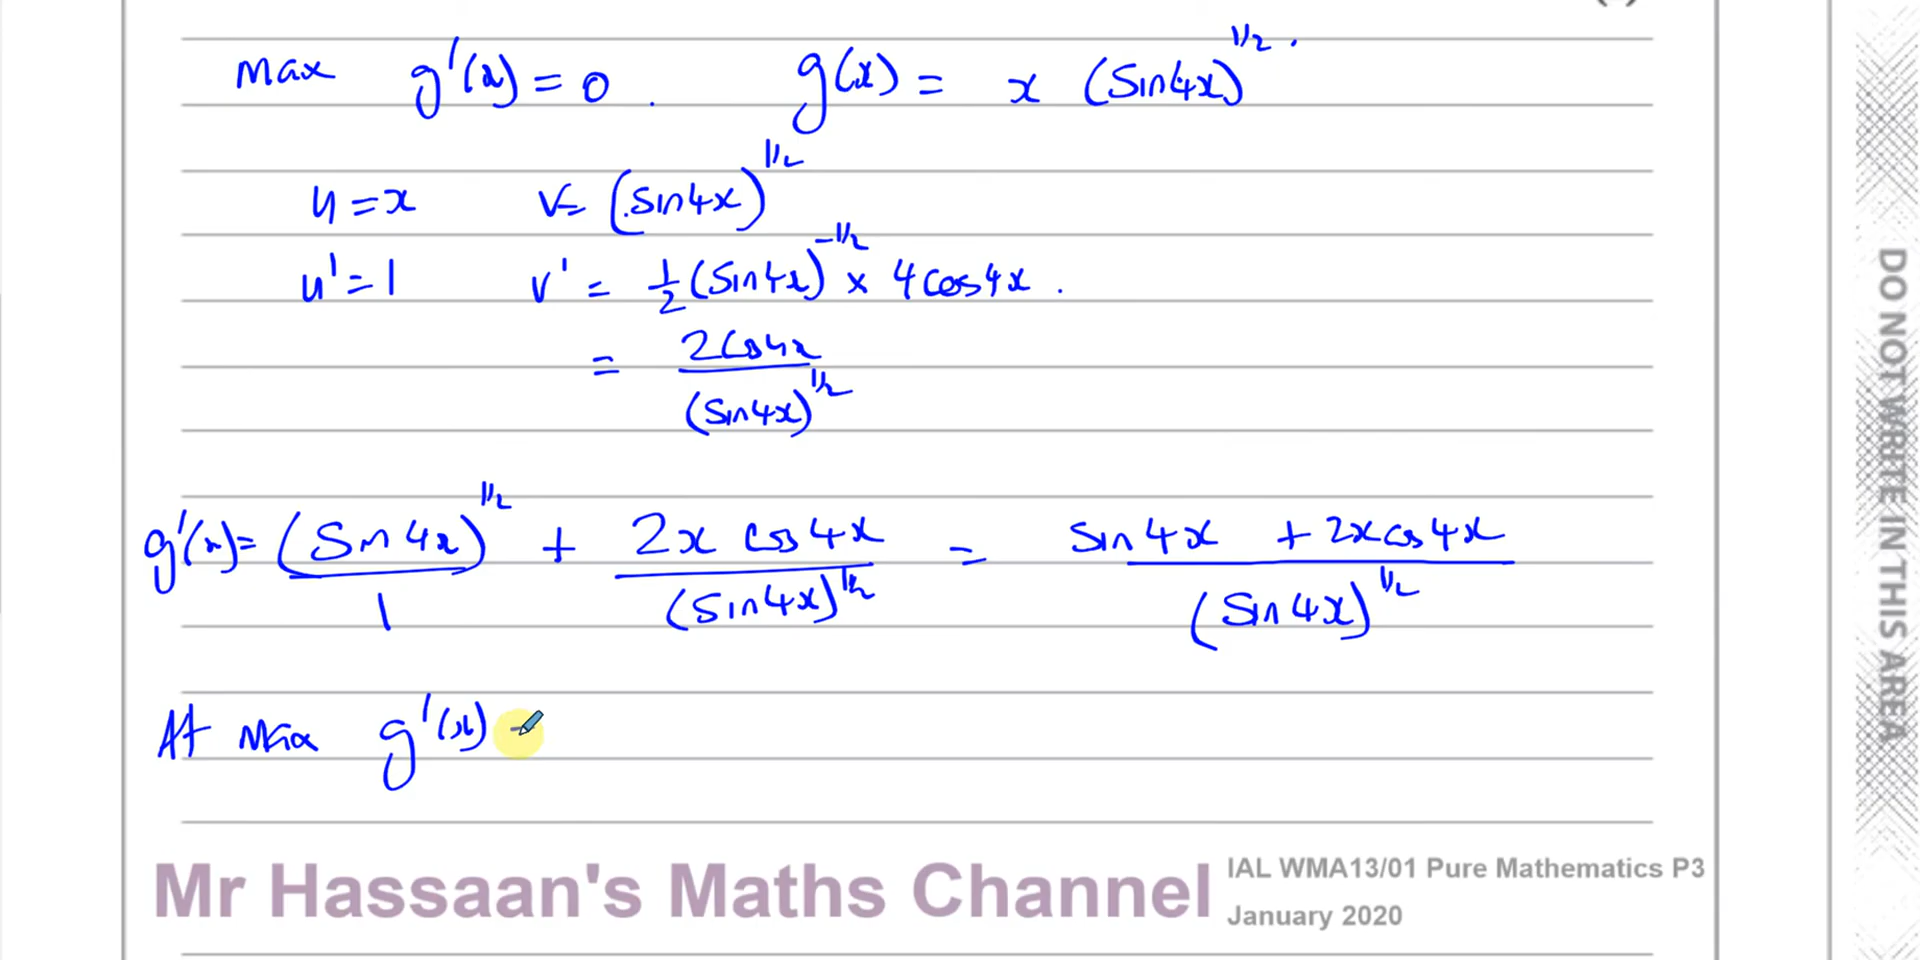 max g'(x) = 0 . g(x) = x (Sin4x)^1/2 .
u = x v = (sin4x)^1/2
u' = 1 v' = 1/2 (Sin4x)^-1/2 × 4cos4x .
= 2cos4x / (Sin4x)^1/2
g'(x) = (Sin4x)^1/2 / 1 + 2x cos4x / (Sin4x)^1/2 = Sin4x + 2xcos4x / (Sin4x)^1/2
At Max g'(x) -
Mr Hassaan's Maths Channel
IAL WMA13/01 Pure Mathematics P3
January 2020
DO NOT WRITE IN THIS AREA